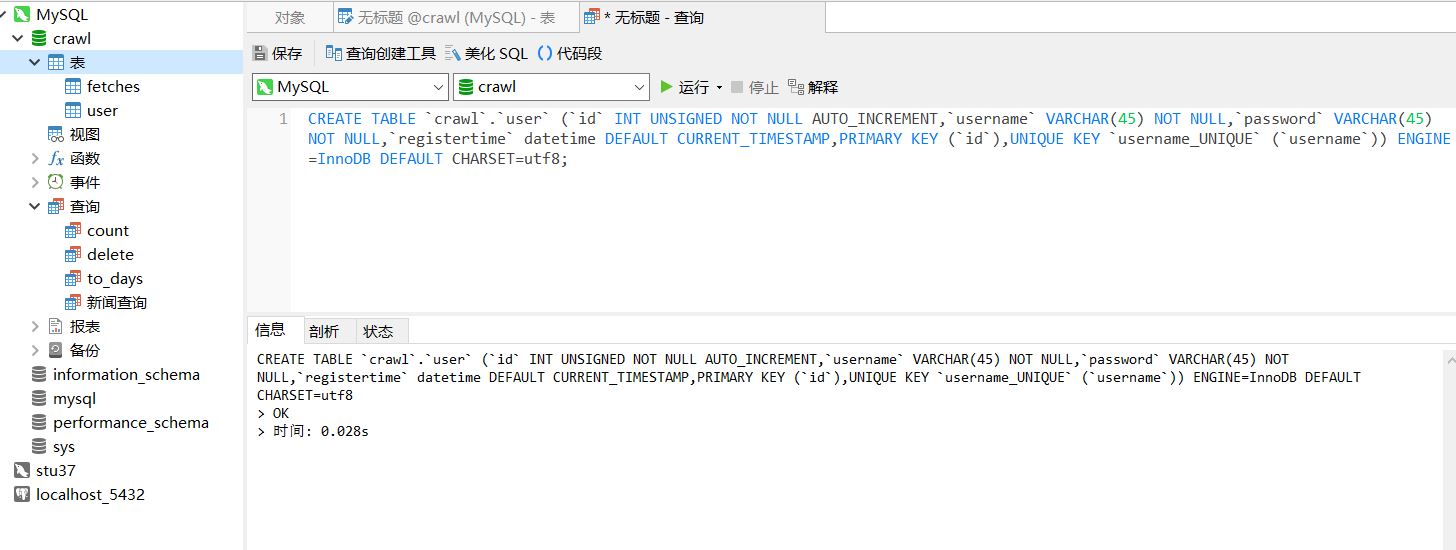 MySQL
crawl
表
fetches
user
视图
函数
事件
查询
count
delete
to_days
新闻查询
报表
备份
information_schema
mysql
performance_schema
sys
stu37
localhost_5432
对象 无标题 @crawl (MySQL) - 表 * 无标题 - 查询
保存 查询创建工具 美化 SQL () 代码段
MySQL crawl 运行 停止 解释
1 CREATE TABLE `crawl`.`user` (`id` INT UNSIGNED NOT NULL AUTO_INCREMENT,`username` VARCHAR(45) NOT NULL,`password` VARCHAR(45)
NOT NULL,`registertime` datetime DEFAULT CURRENT_TIMESTAMP,PRIMARY KEY (`id`),UNIQUE KEY `username_UNIQUE` (`username`)) ENGINE
=InnoDB DEFAULT CHARSET=utf8;
信息 剖析 状态
CREATE TABLE `crawl`.`user` (`id` INT UNSIGNED NOT NULL AUTO_INCREMENT,`username` VARCHAR(45) NOT NULL,`password` VARCHAR(45) NOT
NULL,`registertime` datetime DEFAULT CURRENT_TIMESTAMP,PRIMARY KEY (`id`),UNIQUE KEY `username_UNIQUE` (`username`)) ENGINE=InnoDB DEFAULT
CHARSET=utf8
> OK
> 时间: 0.028s